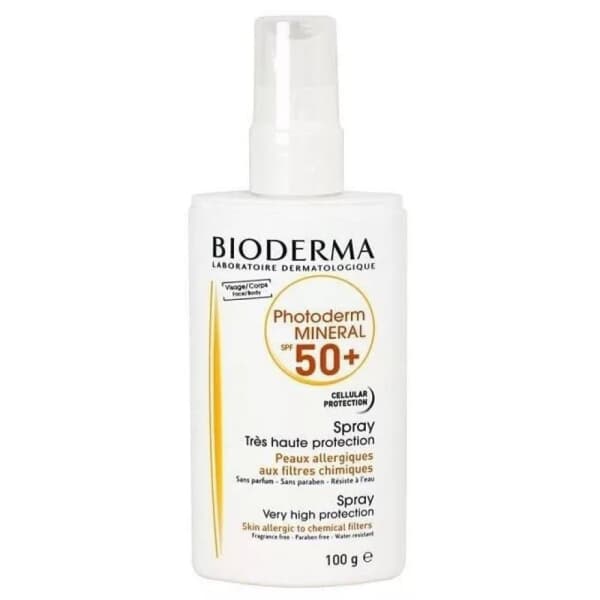 BIODERMA
LABORATOIRE DERMATOLOGIQUE
Visage/Corps
Face/Body
Photoderm
MINERAL
SPF 50+
CELLULAR
PROTECTION
Spray
Très haute protection
Peaux allergiques
aux filtres chimiques
Sans parfum - Sans paraben - Résiste à l'eau
Spray
Very high protection
Skin allergic to chemical filters
Fragrance free - Paraben free - Water resistant
100 g e